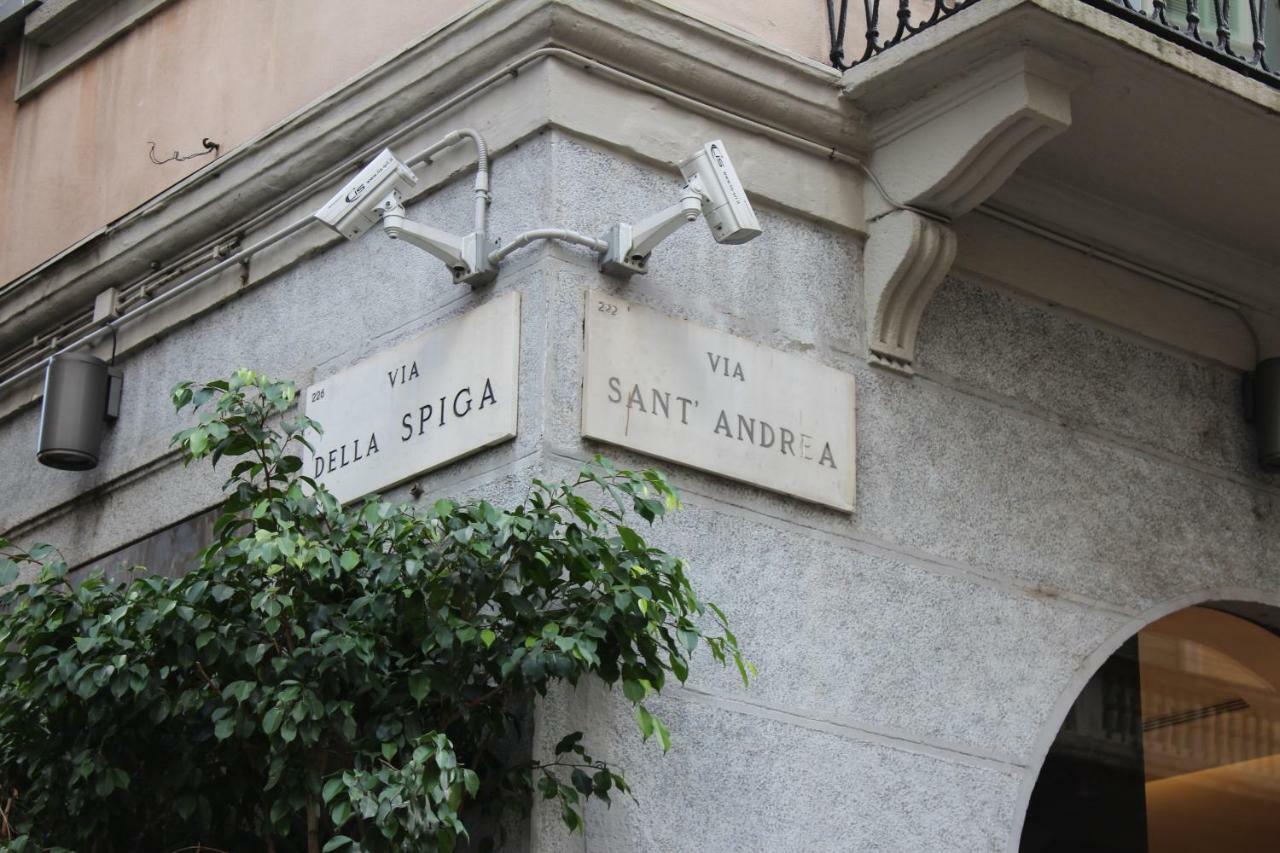 226
VIA
DELLA SPIGA
222
VIA
SANT' ANDREA